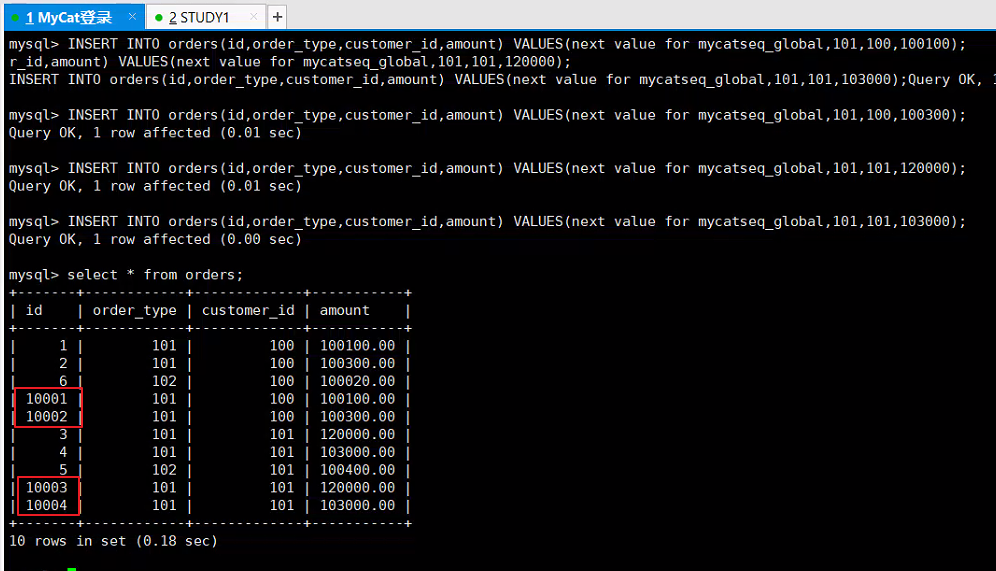 1 MyCat登录 × 2 STUDY1 × +
mysql> INSERT INTO orders(id,order_type,customer_id,amount) VALUES(next value for mycatseq_global,101,100,100100);
r_id,amount) VALUES(next value for mycatseq_global,101,101,120000);
INSERT INTO orders(id,order_type,customer_id,amount) VALUES(next value for mycatseq_global,101,101,103000);Query OK, 1
mysql> INSERT INTO orders(id,order_type,customer_id,amount) VALUES(next value for mycatseq_global,101,100,100300);
Query OK, 1 row affected (0.01 sec)
mysql> INSERT INTO orders(id,order_type,customer_id,amount) VALUES(next value for mycatseq_global,101,101,120000);
Query OK, 1 row affected (0.01 sec)
mysql> INSERT INTO orders(id,order_type,customer_id,amount) VALUES(next value for mycatseq_global,101,101,103000);
Query OK, 1 row affected (0.00 sec)
mysql> select * from orders;
+-------+------------+-------------+-----------+
| id    | order_type | customer_id | amount    |
+-------+------------+-------------+-----------+
|     1 |        101 |         100 | 100100.00 |
|     2 |        101 |         100 | 100300.00 |
|     6 |        102 |         100 | 100020.00 |
| 10001 |        101 |         100 | 100100.00 |
| 10002 |        101 |         100 | 100300.00 |
|     3 |        101 |         101 | 120000.00 |
|     4 |        101 |         101 | 103000.00 |
|     5 |        102 |         101 | 100400.00 |
| 10003 |        101 |         101 | 120000.00 |
| 10004 |        101 |         101 | 103000.00 |
+-------+------------+-------------+-----------+
10 rows in set (0.18 sec)